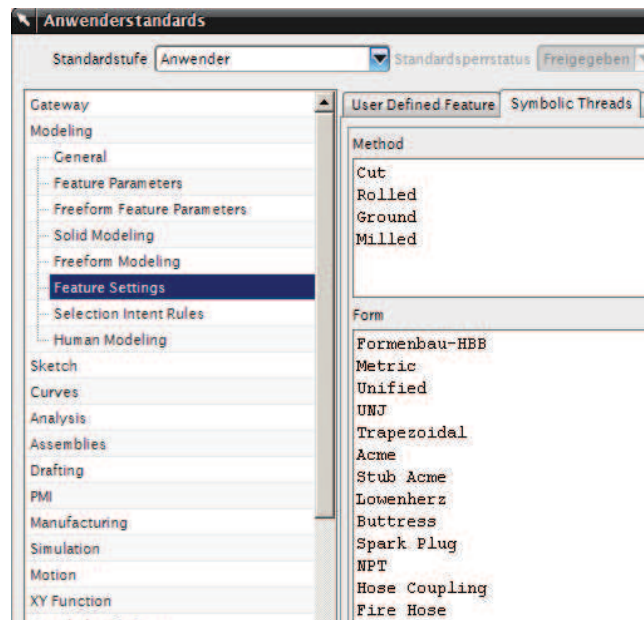 Anwenderstandards
Standardstufe Anwender Standardsperrstatus Freigegeben
Gateway
Modeling
General
Feature Parameters
Freeform Feature Parameters
Solid Modeling
Freeform Modeling
Feature Settings
Selection Intent Rules
Human Modeling
Sketch
Curves
Analysis
Assemblies
Drafting
PMI
Manufacturing
Simulation
Motion
XY Function
User Defined Feature Symbolic Threads
Method
Cut
Rolled
Ground
Milled
Form
Formenbau-HBB
Metric
Unified
UNJ
Trapezoidal
Acme
Stub Acme
Lowenherz
Buttress
Spark Plug
NPT
Hose Coupling
Fire Hose